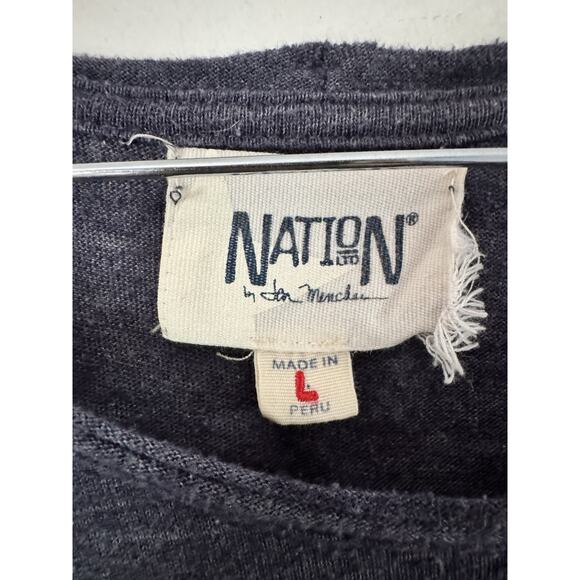 NATION®
LTD
by Jen Menchaca
MADE IN
L
PERU